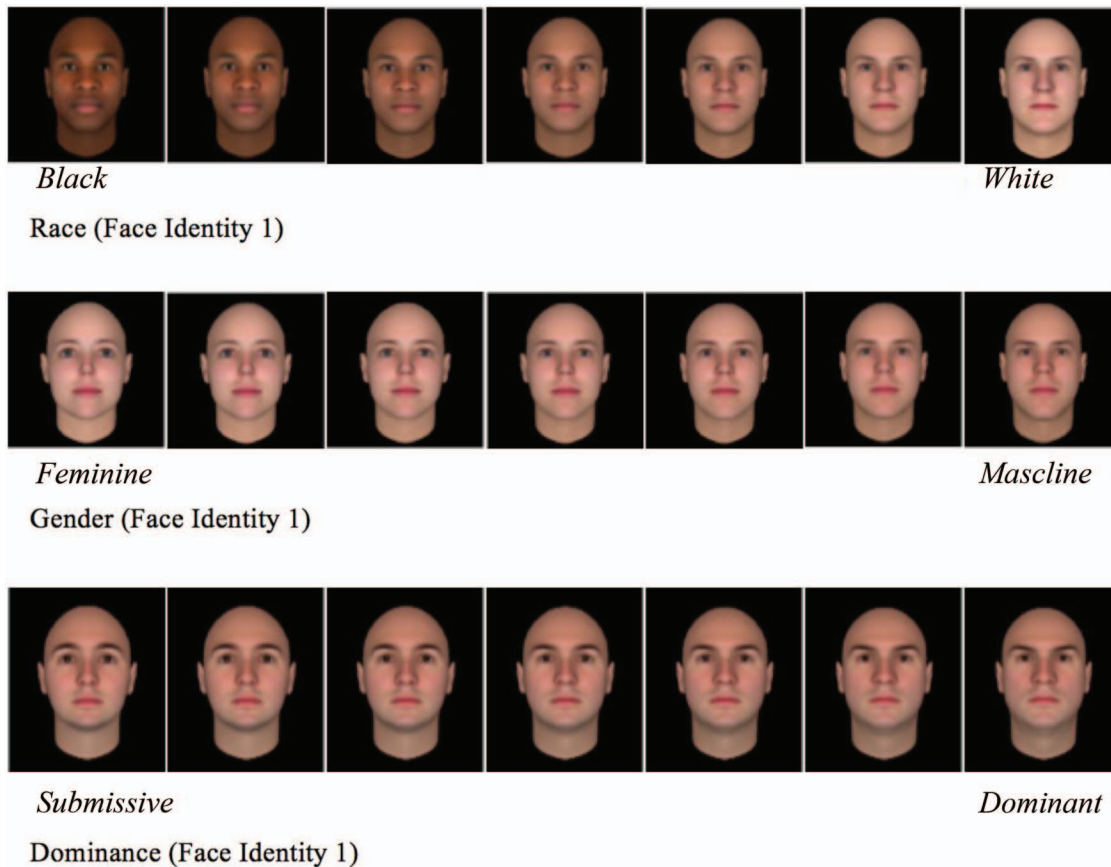 Black White
Race (Face Identity 1)
Feminine Mascline
Gender (Face Identity 1)
Submissive Dominant
Dominance (Face Identity 1)